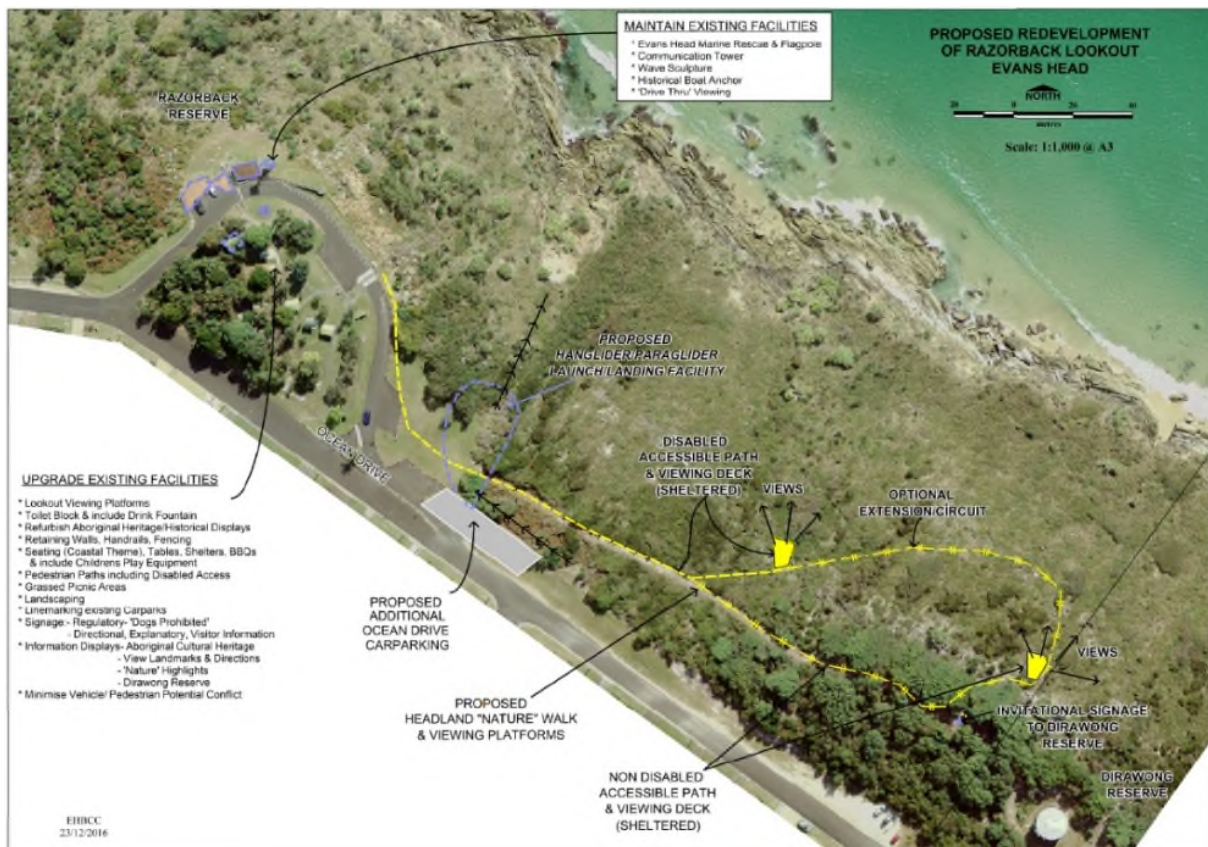 MAINTAIN EXISTING FACILITIES
* Evans Head Marine Rescue & Flagpole
* Communication Tower
* Wave Sculpture
* Historical Boat Anchor
* 'Drive Thru' Viewing
PROPOSED REDEVELOPMENT
OF RAZORBACK LOOKOUT
EVANS HEAD
NORTH
20 0 20 40
metres
Scale: 1:1,000 @ A3
RAZORBACK
RESERVE
PROPOSED
HANGLIDER/PARAGLIDER
LAUNCH/LANDING FACILITY
OCEAN DRIVE
DISABLED
ACCESSIBLE PATH
& VIEWING DECK
(SHELTERED)
VIEWS
OPTIONAL
EXTENSION/CIRCUIT
UPGRADE EXISTING FACILITIES
* Lookout Viewing Platforms
* Toilet Block & include Drink Fountain
* Refurbish Aboriginal Heritage/Historical Displays
* Retaining Walls, Handrails, Fencing
* Seating (Coastal Theme), Tables, Shelters, BBQs
& include Childrens Play Equipment
* Pedestrian Paths including Disabled Access
* Grassed Picnic Areas
* Landscaping
* Linemarking existing Carparks
* Signage:- Regulatory- 'Dogs Prohibited'
- Directional, Explanatory, Visitor Information
* Information Displays- Aboriginal Cultural Heritage
- View Landmarks & Directions
- 'Nature' Highlights
- Dirawong Reserve
* Minimise Vehicle/ Pedestrian Potential Conflict
PROPOSED
ADDITIONAL
OCEAN DRIVE
CARPARKING
PROPOSED
HEADLAND "NATURE" WALK
& VIEWING PLATFORMS
VIEWS
INVITATIONAL SIGNAGE
TO DIRAWONG
RESERVE
NON DISABLED
ACCESSIBLE PATH
& VIEWING DECK
(SHELTERED)
DIRAWONG
RESERVE
EHBCC
23/12/2016